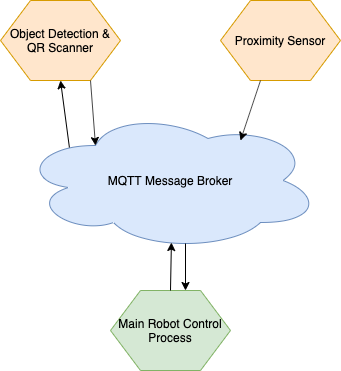 Object Detection &
QR Scanner
Proximity Sensor
MQTT Message Broker
Main Robot Control
Process